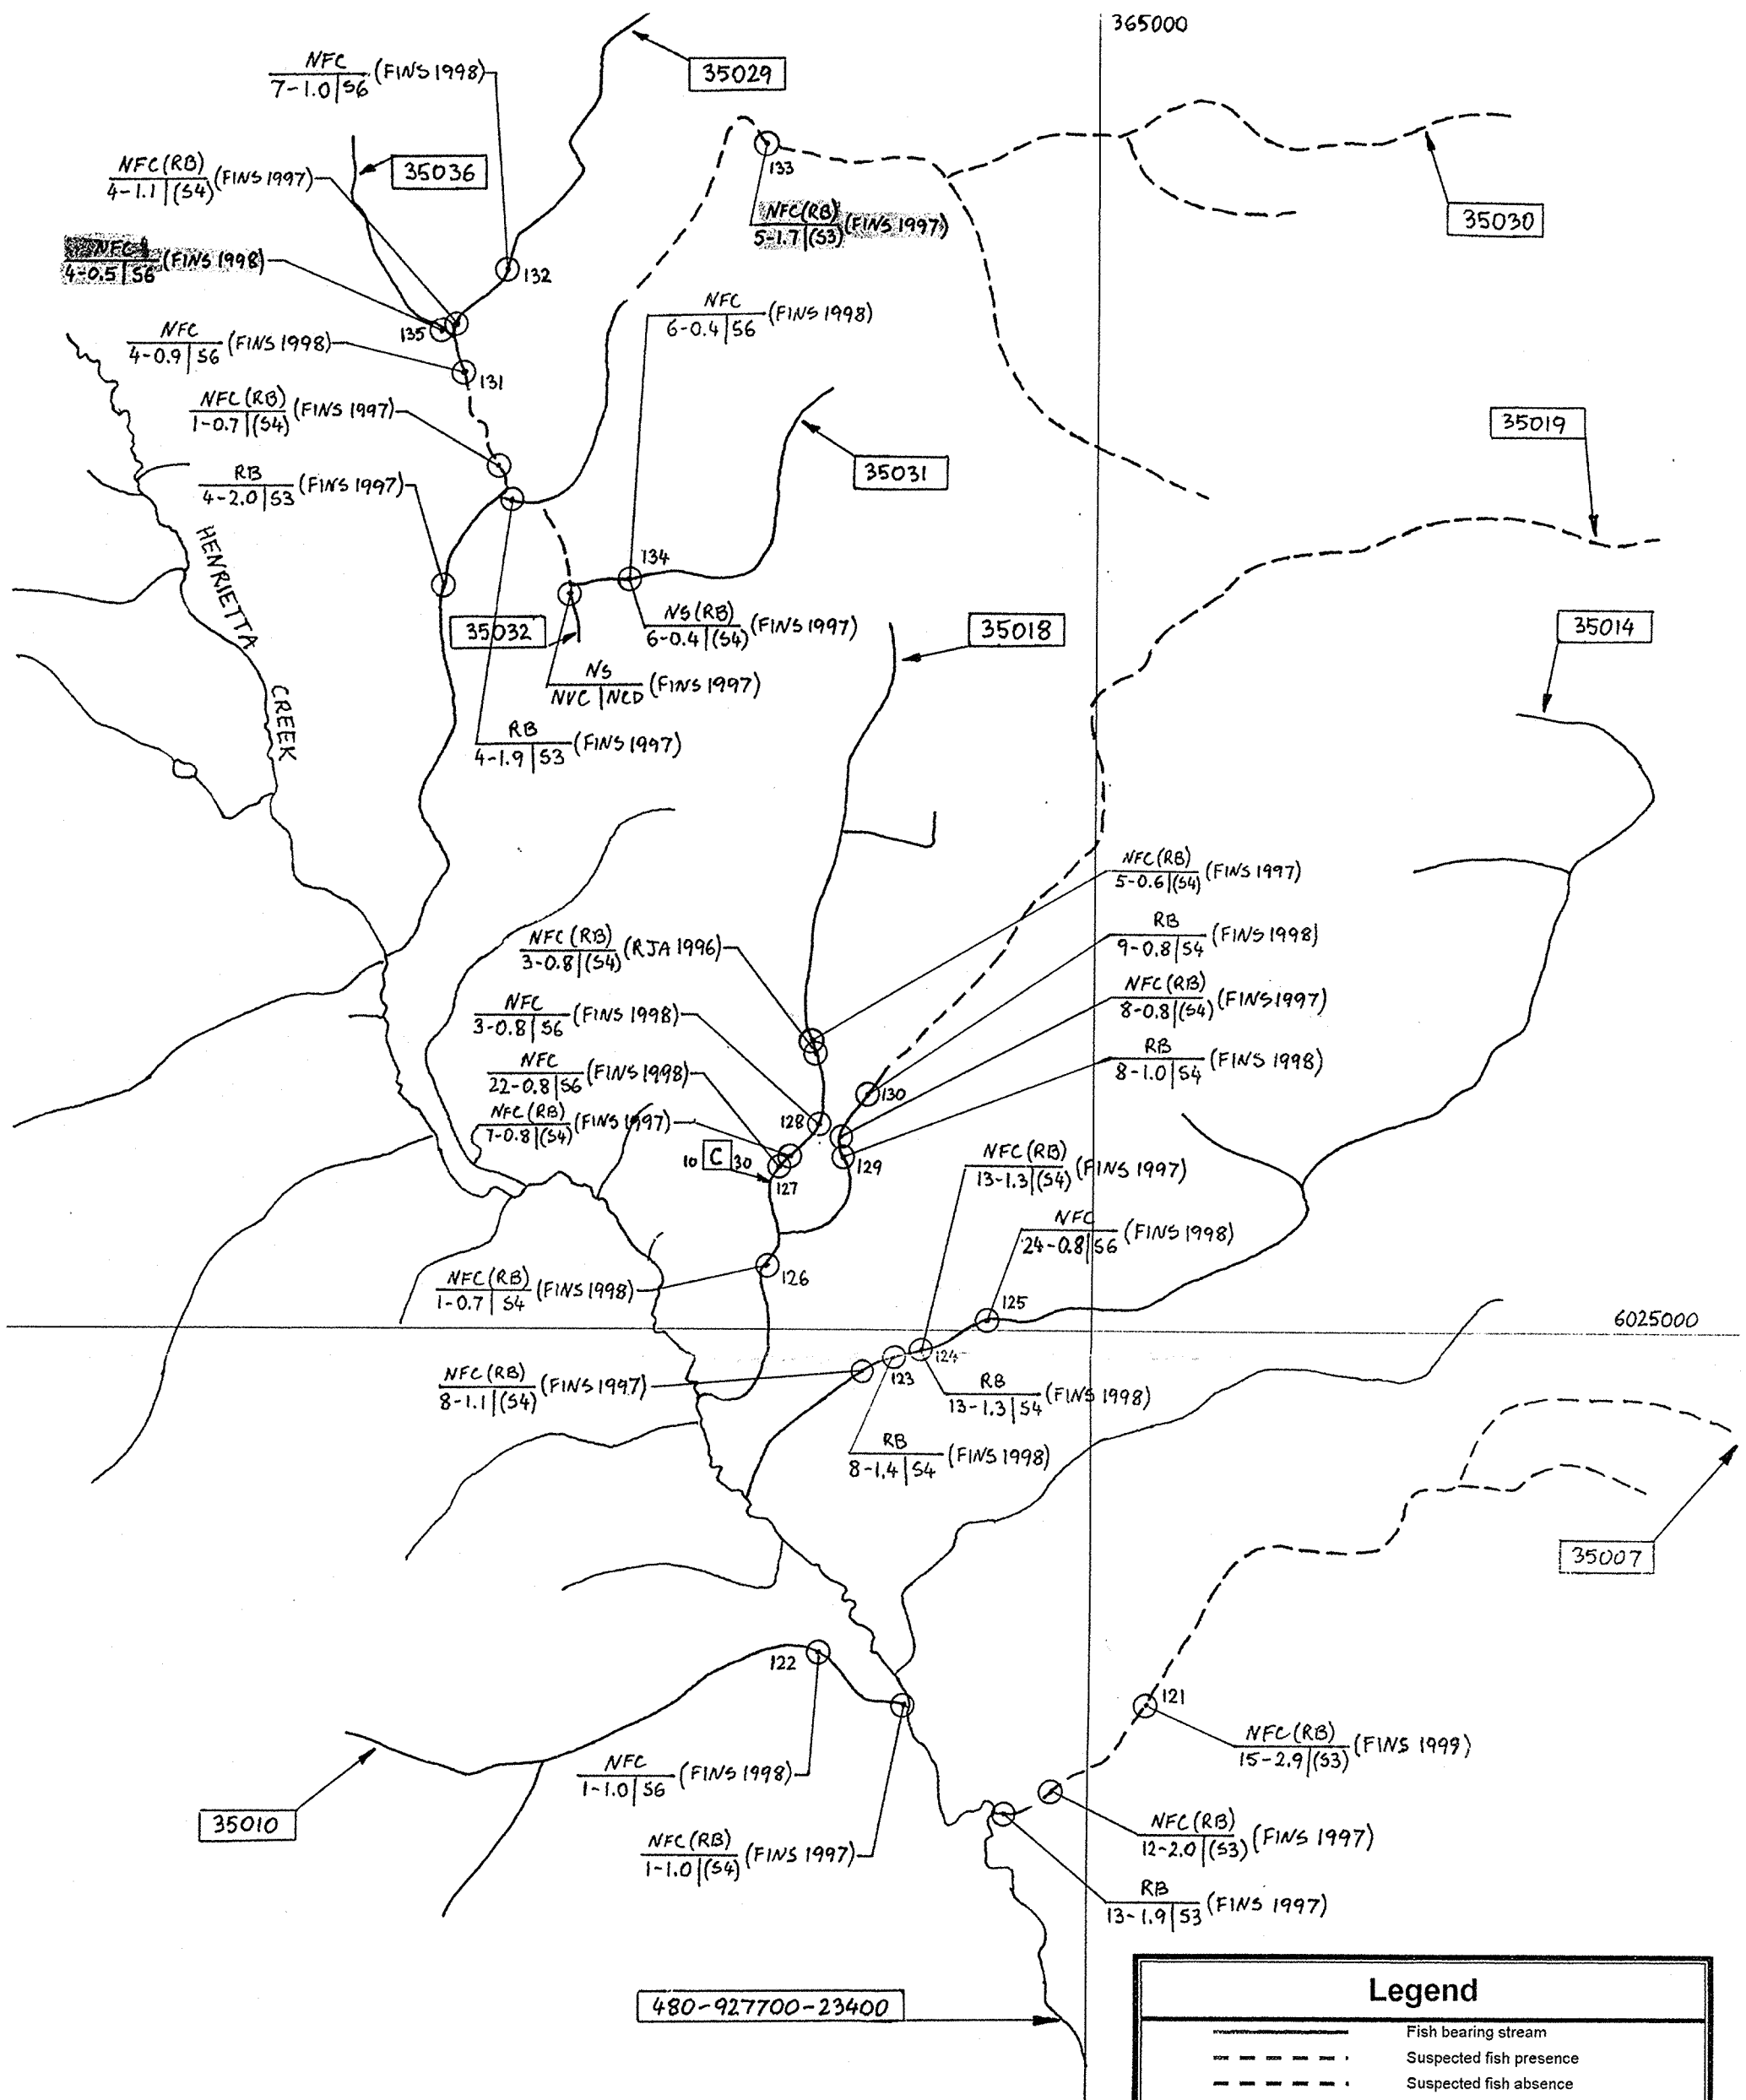 365000
NFC
7-1.0|S6 (FINS 1998)
35029
NFC(RB)
4-1.1|(S4) (FINS 1997)
35036
133
NFC(RB)
5-1.7|(S3) (FINS 1997)
35030
NFC
4-0.5|S6 (FINS 1998)
132
135
NFC
6-0.4|S6 (FINS 1998)
NFC
4-0.9|S6 (FINS 1998)
131
NFC(RB)
1-0.7|(S4) (FINS 1997)
35019
RB
4-2.0|S3 (FINS 1997)
35031
HENRIETTA
CREEK
134
35032
NS(RB)
6-0.4|(S4) (FINS 1997)
35018
35014
NS
NVC|NCD (FINS 1997)
RB
4-1.9|S3 (FINS 1997)
NFC(RB)
5-0.6|(S4) (FINS 1997)
NFC(RB)
3-0.8|(S4) (RJA 1996)
RB
9-0.8|S4 (FINS 1998)
NFC
3-0.8|S6 (FINS 1998)
NFC(RB)
8-0.8|(S4) (FINS 1997)
NFC
22-0.8|S6 (FINS 1998)
RB
8-1.0|S4 (FINS 1998)
130
NFC(RB)
7-0.8|(S4) (FINS 1997)
128
10 C 30
127
129
NFC(RB)
13-1.3|(S4) (FINS 1997)
NFC
24-0.8|S6 (FINS 1998)
126
NFC(RB)
1-0.7|S4 (FINS 1998)
125
6025000
124
123
NFC(RB)
8-1.1|(S4) (FINS 1997)
RB
13-1.3|S4 (FINS 1998)
RB
8-1.4|S4 (FINS 1998)
35007
122
121
NFC(RB)
15-2.9|(S3) (FINS 1999)
NFC
1-1.0|S6 (FINS 1998)
35010
NFC(RB)
12-2.0|(S3) (FINS 1997)
NFC(RB)
1-1.0|(S4) (FINS 1997)
RB
13-1.9|S3 (FINS 1997)
480-927700-23400
Legend
Fish bearing stream
Suspected fish presence
Suspected fish absence